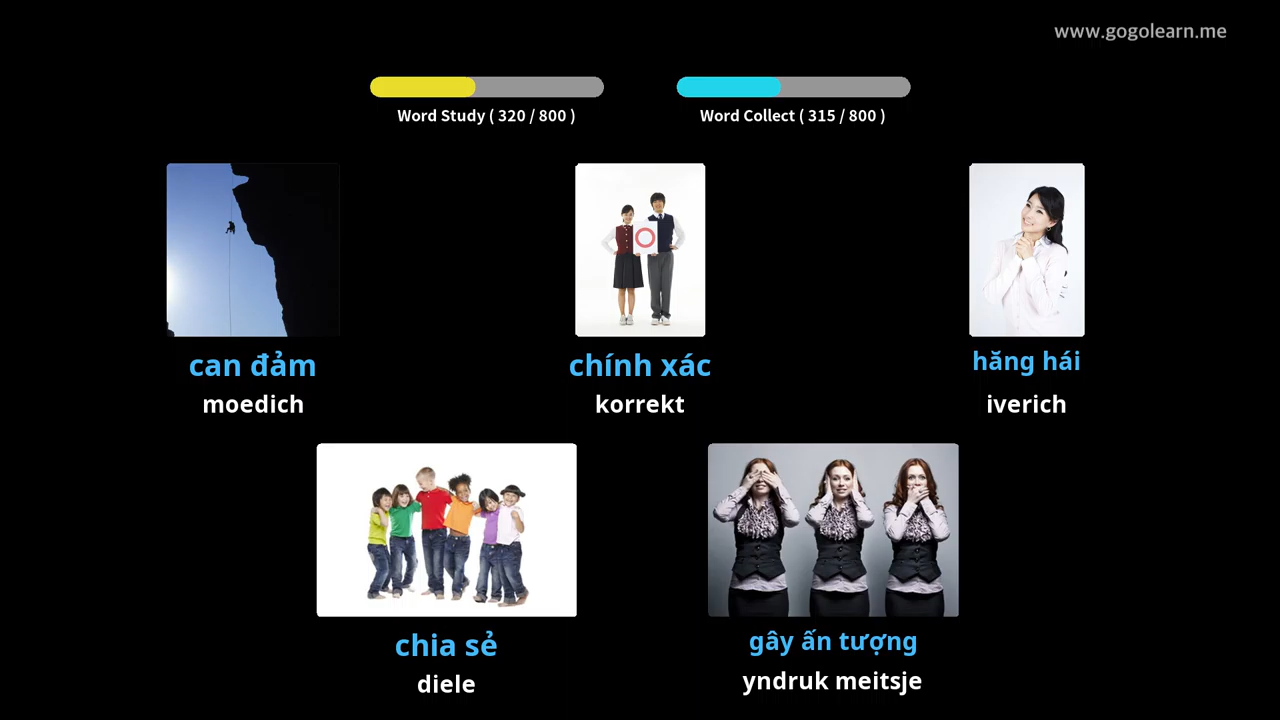 www.gogolearn.me
Word Study ( 320 / 800 )
Word Collect ( 315 / 800 )
can đảm
moedich
chính xác
korrekt
hăng hái
iverich
chia sẻ
diele
gây ấn tượng
yndruk meitsje